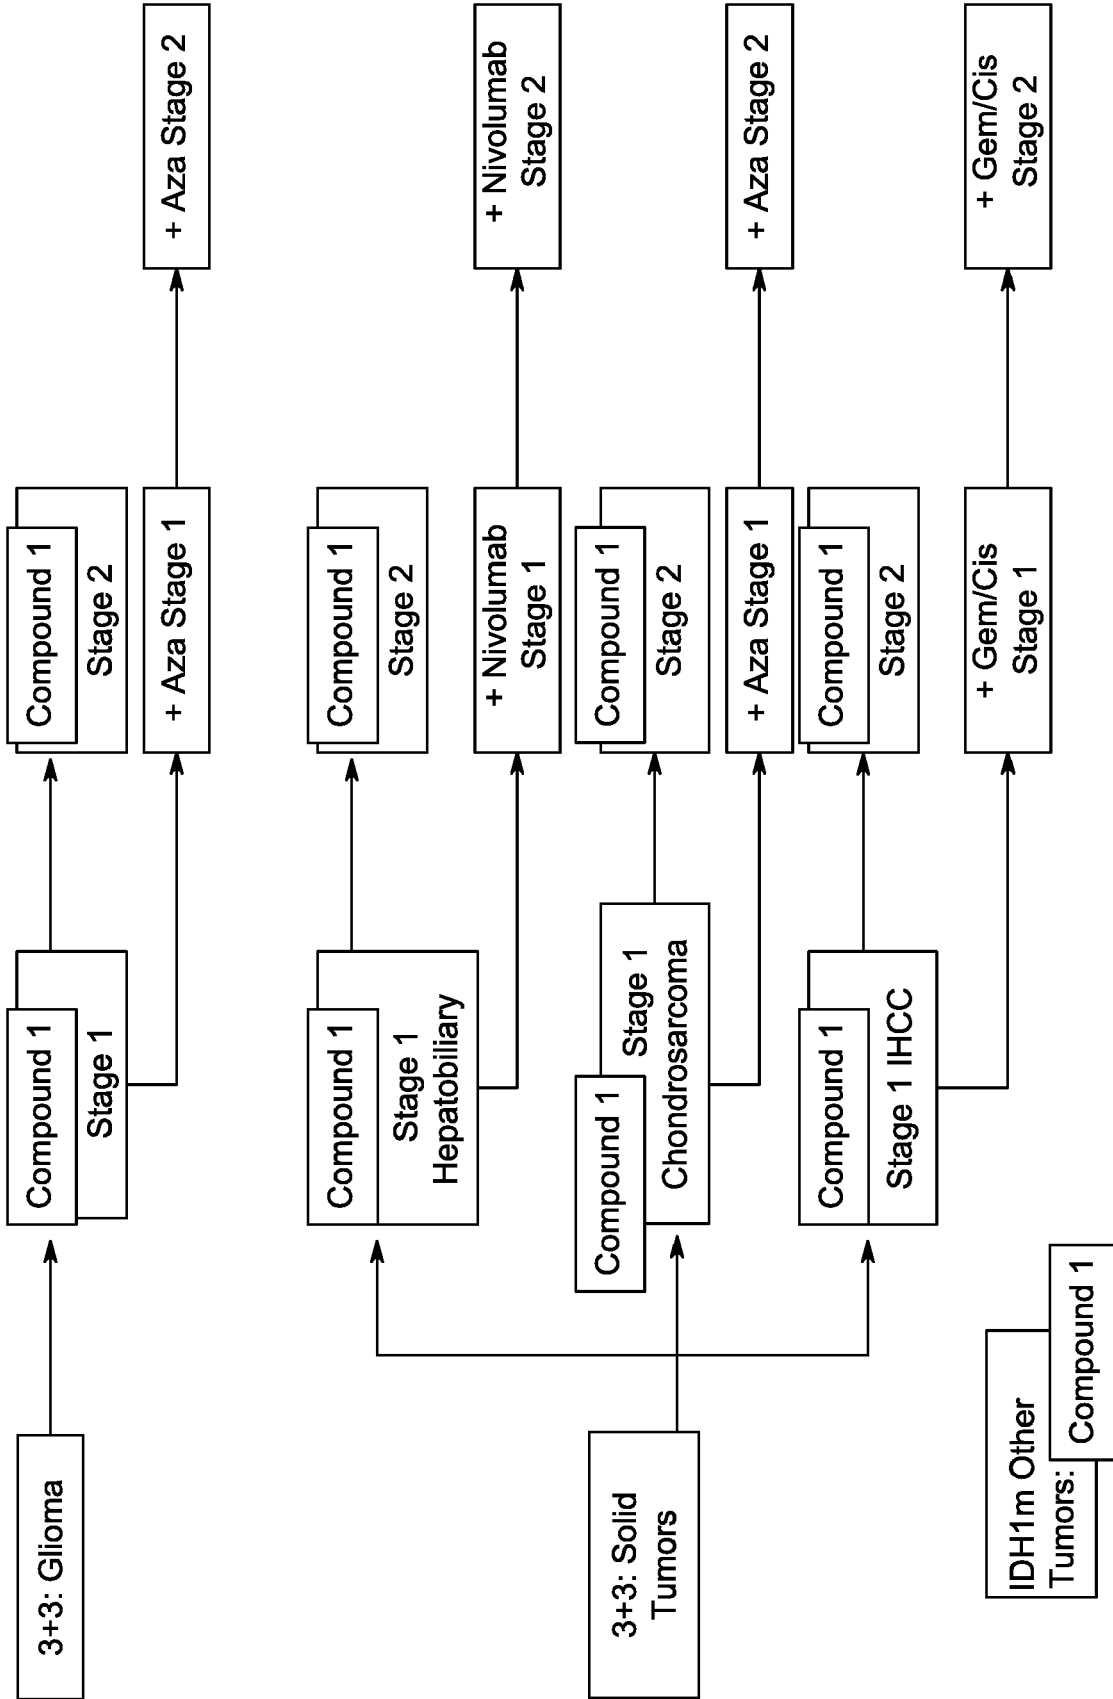 3+3: Glioma
Compound 1
Stage 1
Compound 1
Stage 2
+ Aza Stage 1
+ Aza Stage 2
3+3: Solid
Tumors
Compound 1
Stage 1
Hepatobiliary
Compound 1
Stage 2
+ Nivolumab
Stage 1
+ Nivolumab
Stage 2
Compound 1
Stage 1
Chondrosarcoma
Compound 1
Stage 2
+ Aza Stage 1
+ Aza Stage 2
Compound 1
Stage 1 IHCC
Compound 1
Stage 2
+ Gem/Cis
Stage 1
+ Gem/Cis
Stage 2
IDH1m Other
Tumors:
Compound 1